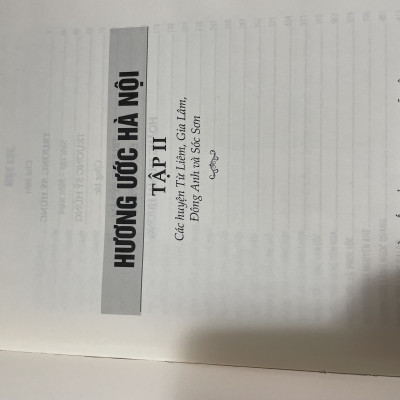 HƯƠNG ƯỚC HÀ NỘI
TẬP II
Các huyện Từ Liêm, Gia Lâm,
Đông Anh và Sóc Sơn